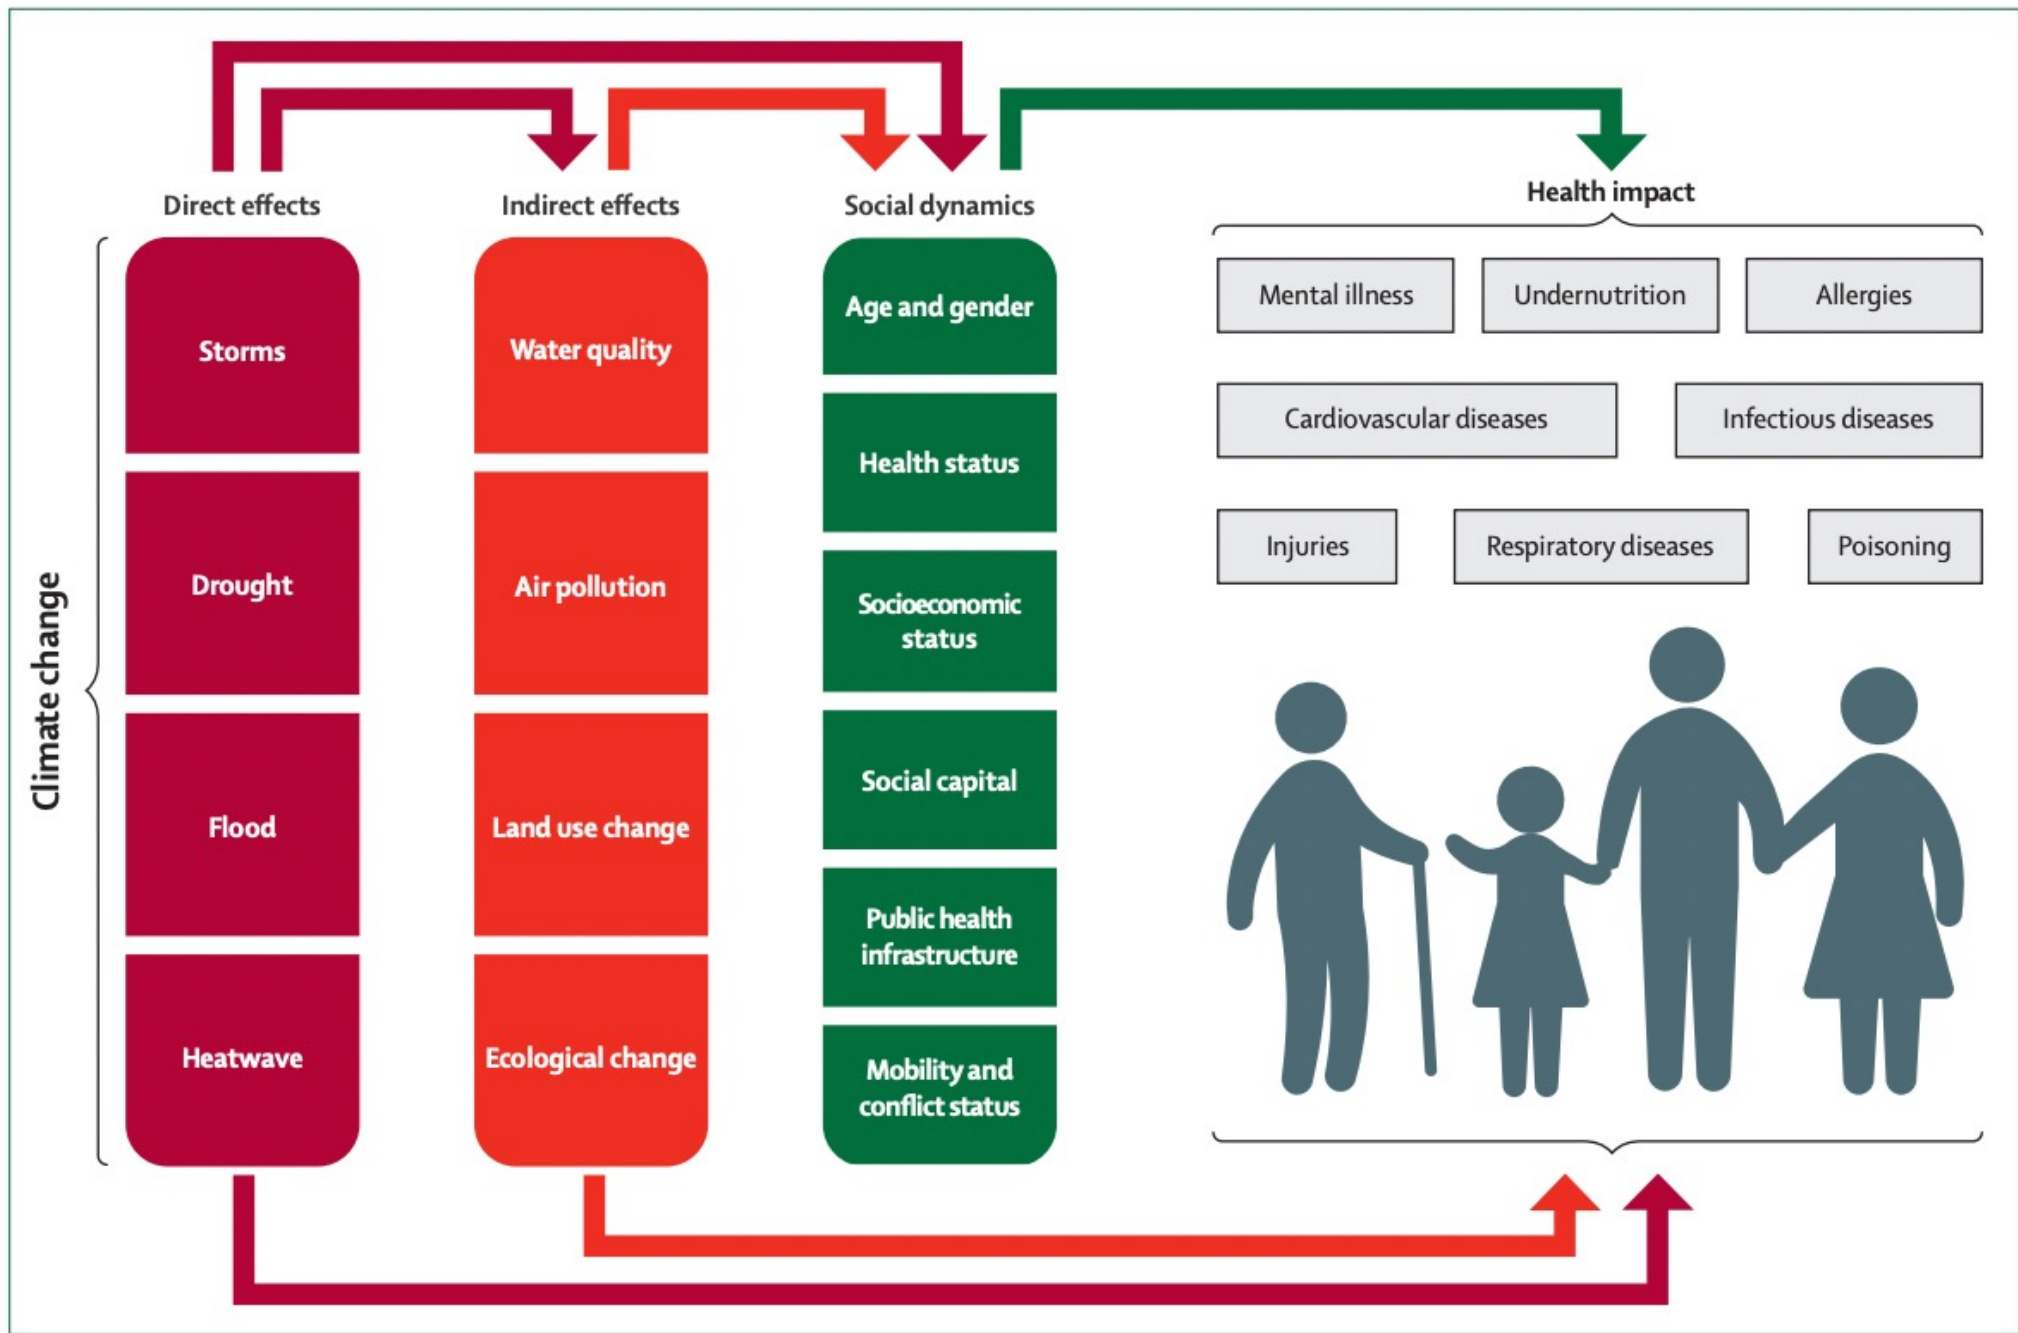 Direct effects
Indirect effects
Social dynamics
Health impact
Climate change
Storms
Drought
Flood
Heatwave
Water quality
Air pollution
Land use change
Ecological change
Age and gender
Health status
Socioeconomic
status
Social capital
Public health
infrastructure
Mobility and
conflict status
Mental illness
Undernutrition
Allergies
Cardiovascular diseases
Infectious diseases
Injuries
Respiratory diseases
Poisoning